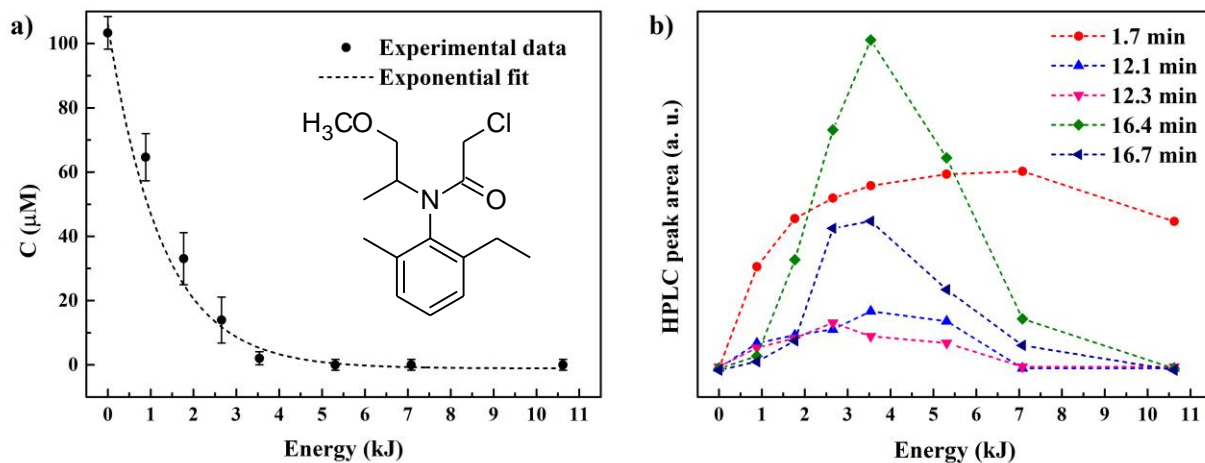 a)
Experimental data
Exponential fit
H₃CO
Cl
N
O
C (μM)
100
80
60
40
20
0
0 1 2 3 4 5 6 7 8 9 10 11
Energy (kJ)
b)
1.7 min
12.1 min
12.3 min
16.4 min
16.7 min
HPLC peak area (a. u.)
0 1 2 3 4 5 6 7 8 9 10 11
Energy (kJ)